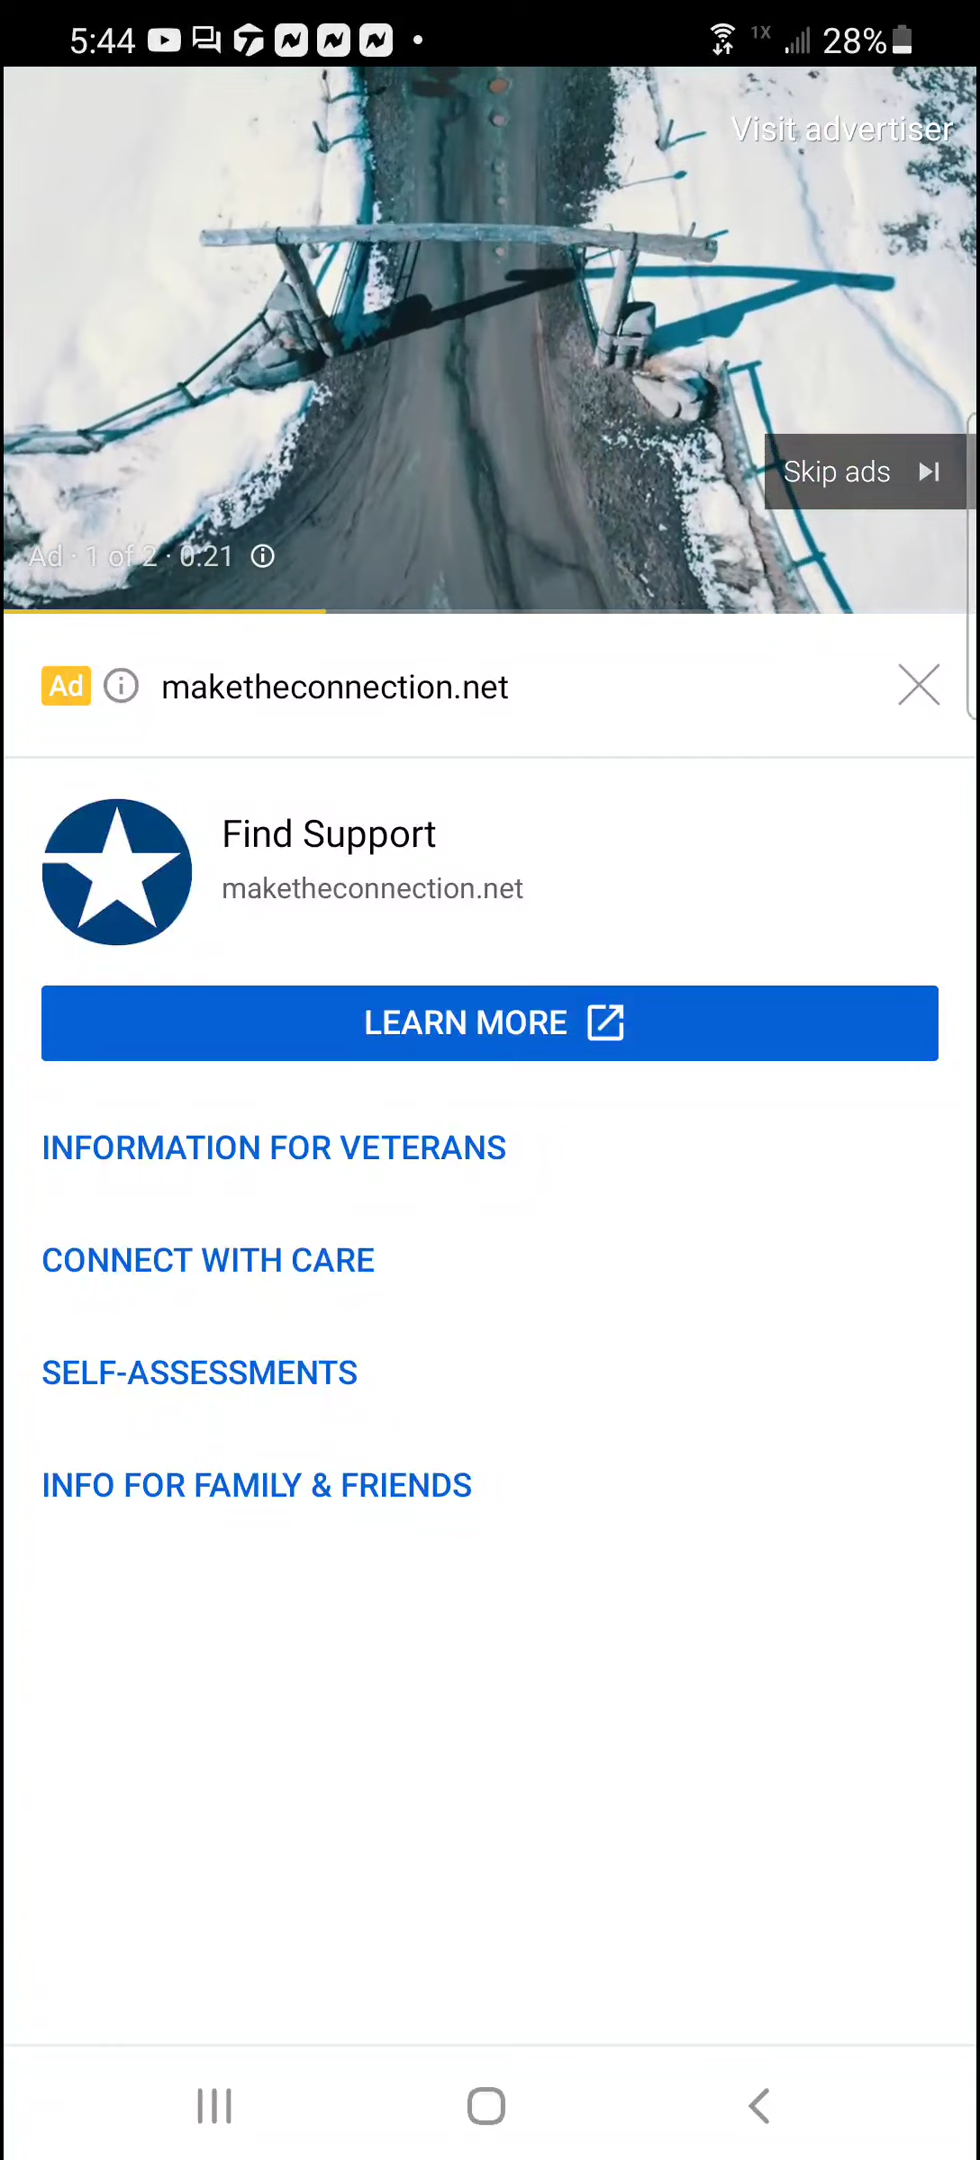 5:44
1X
28%
Visit advertiser
Skip ads
Ad · 1 of 2 · 0:21
Ad
maketheconnection.net
Find Support
maketheconnection.net
LEARN MORE
INFORMATION FOR VETERANS
CONNECT WITH CARE
SELF-ASSESSMENTS
INFO FOR FAMILY & FRIENDS